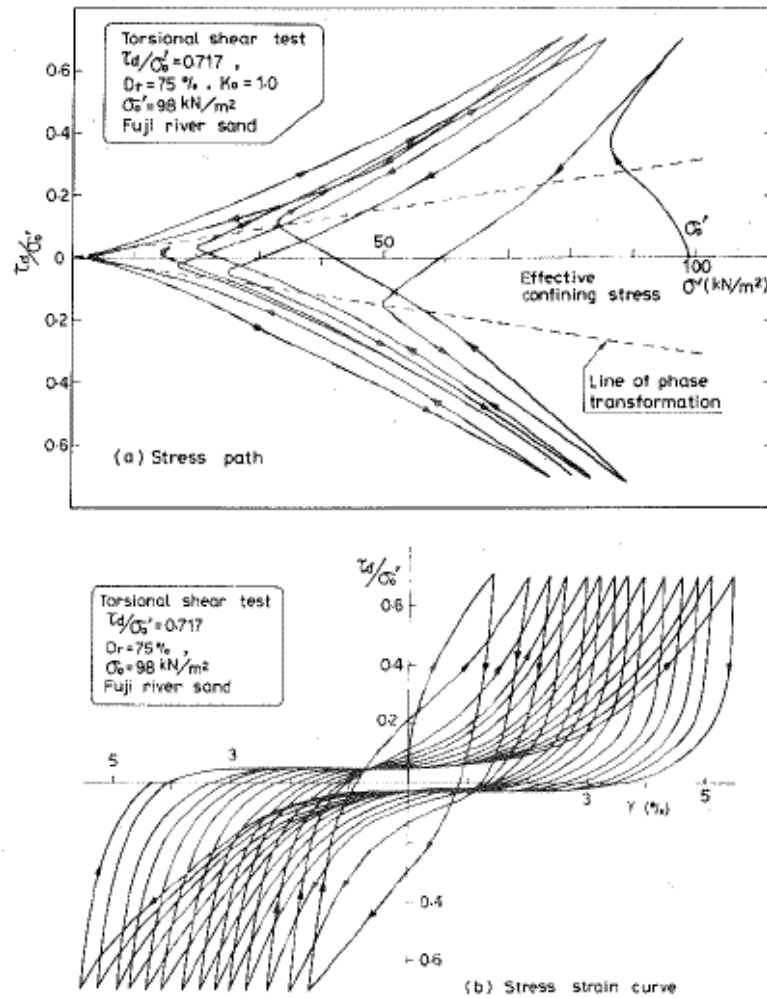 Torsional shear test
τd/σ₀'=0.717 ,
Dr=75 % . K₀=1.0
σ₀'=98 kN/m²
Fuji river sand
0.6
0.4
0.2
0
0.2
0.4
0.6
τd/σ₀'
50
σ₀'
100
σ'(kN/m²)
Effective
confining stress
Line of phase
transformation
(a) Stress path
τd/σ₀'
Torsional shear test
τd/σ₀'=0.717
Dr=75% ,
σ₀=98 kN/m²
Fuji river sand
0.6
0.4
0.2
5
3
3
5
γ (%)
0.4
0.6
(b) Stress strain curve